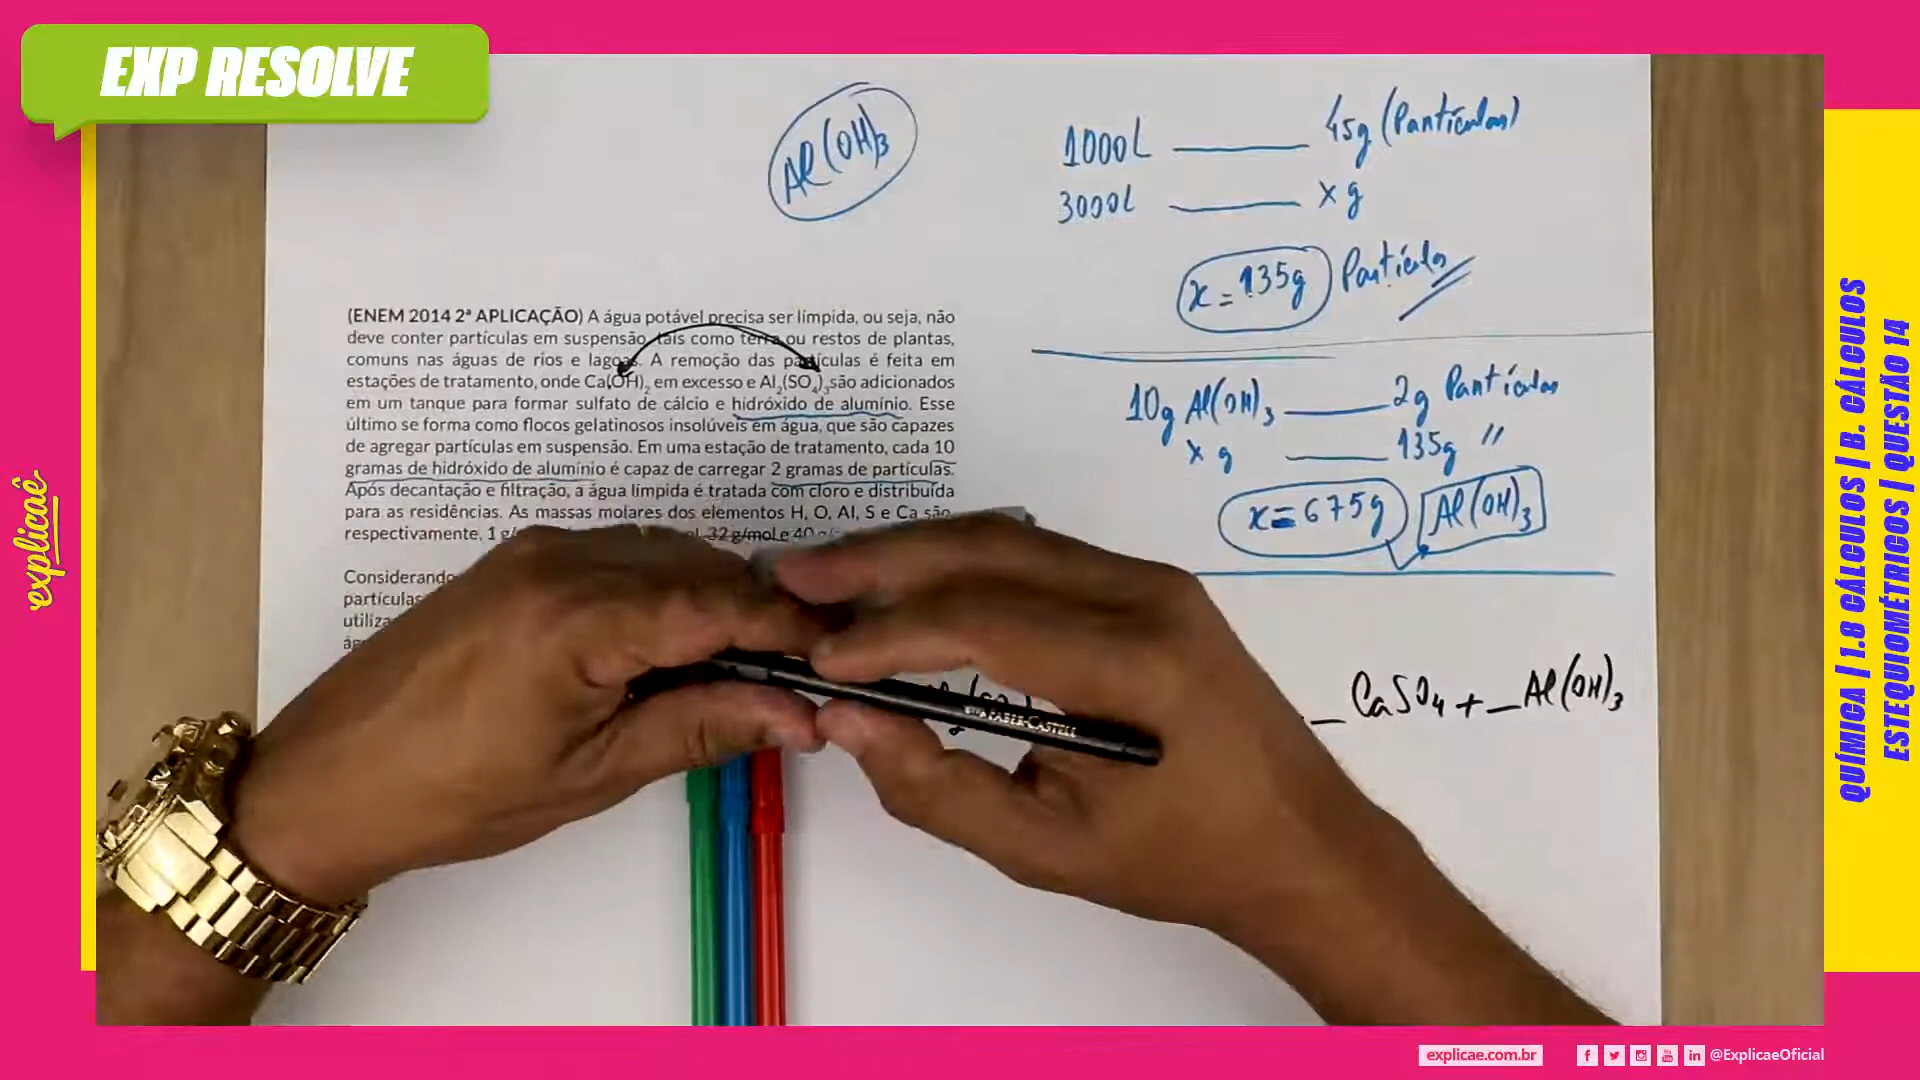 EXP RESOLVE
Al(OH)3
1000L 45g (Partículas)
3000L x g
x = 135g Partículas
(ENEM 2014 2ª APLICAÇÃO) A água potável precisa ser límpida, ou seja, não
deve conter partículas em suspensão, tais como terra ou restos de plantas,
comuns nas águas de rios e lagoas. A remoção das partículas é feita em
estações de tratamento, onde Ca(OH)2 em excesso e Al2(SO4)3 são adicionados
em um tanque para formar sulfato de cálcio e hidróxido de alumínio. Esse
último se forma como flocos gelatinosos insolúveis em água, que são capazes
de agregar partículas em suspensão. Em uma estação de tratamento, cada 10
gramas de hidróxido de alumínio é capaz de carregar 2 gramas de partículas.
Após decantação e filtração, a água límpida é tratada com cloro e distribuída
para as residências. As massas molares dos elementos H, O, Al, S e Ca são,
respectivamente, 1 32 g/mol e 40
Considerando
partículas
10g Al(OH)3 2g Partículas
x g 135g "
x = 675g Al(OH)3
_ CaSO4 + _ Al(OH)3
FABER-CASTELL
explicaê
QUÍMICA | 1.8 CÁLCULOS | B. CÁLCULOS
ESTEQUIOMÉTRICOS | QUESTÃO 14
explicae.com.br
@ExplicaeOficial